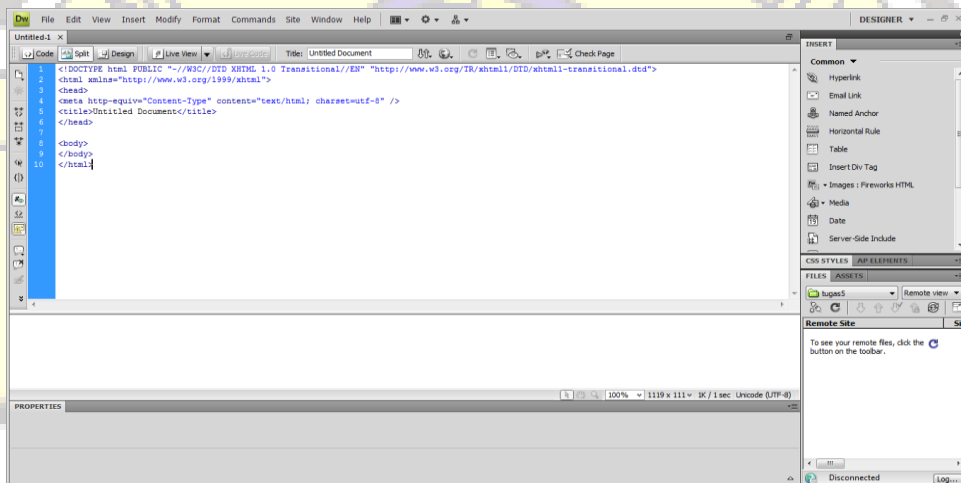 Dw File Edit View Insert Modify Format Commands Site Window Help DESIGNER
Untitled-1 ×
Code Split Design Live View Live Code Title: Untitled Document Check Page
1 <!DOCTYPE html PUBLIC "-//W3C//DTD XHTML 1.0 Transitional//EN" "http://www.w3.org/TR/xhtml1/DTD/xhtml1-transitional.dtd">
2 <html xmlns="http://www.w3.org/1999/xhtml">
3 <head>
4 <meta http-equiv="Content-Type" content="text/html; charset=utf-8" />
5 <title>Untitled Document</title>
6 </head>
7
8 <body>
9 </body>
10 </html>
100% 1119 x 111 1K / 1 sec Unicode (UTF-8)
PROPERTIES
INSERT
Common
Hyperlink
Email Link
Named Anchor
Horizontal Rule
Table
Insert Div Tag
Images : Fireworks HTML
Media
Date
Server-Side Include
CSS STYLES AP ELEMENTS
FILES ASSETS
tugas5 Remote view
Remote Site Si
To see your remote files, click the
button on the toolbar.
Disconnected Log...